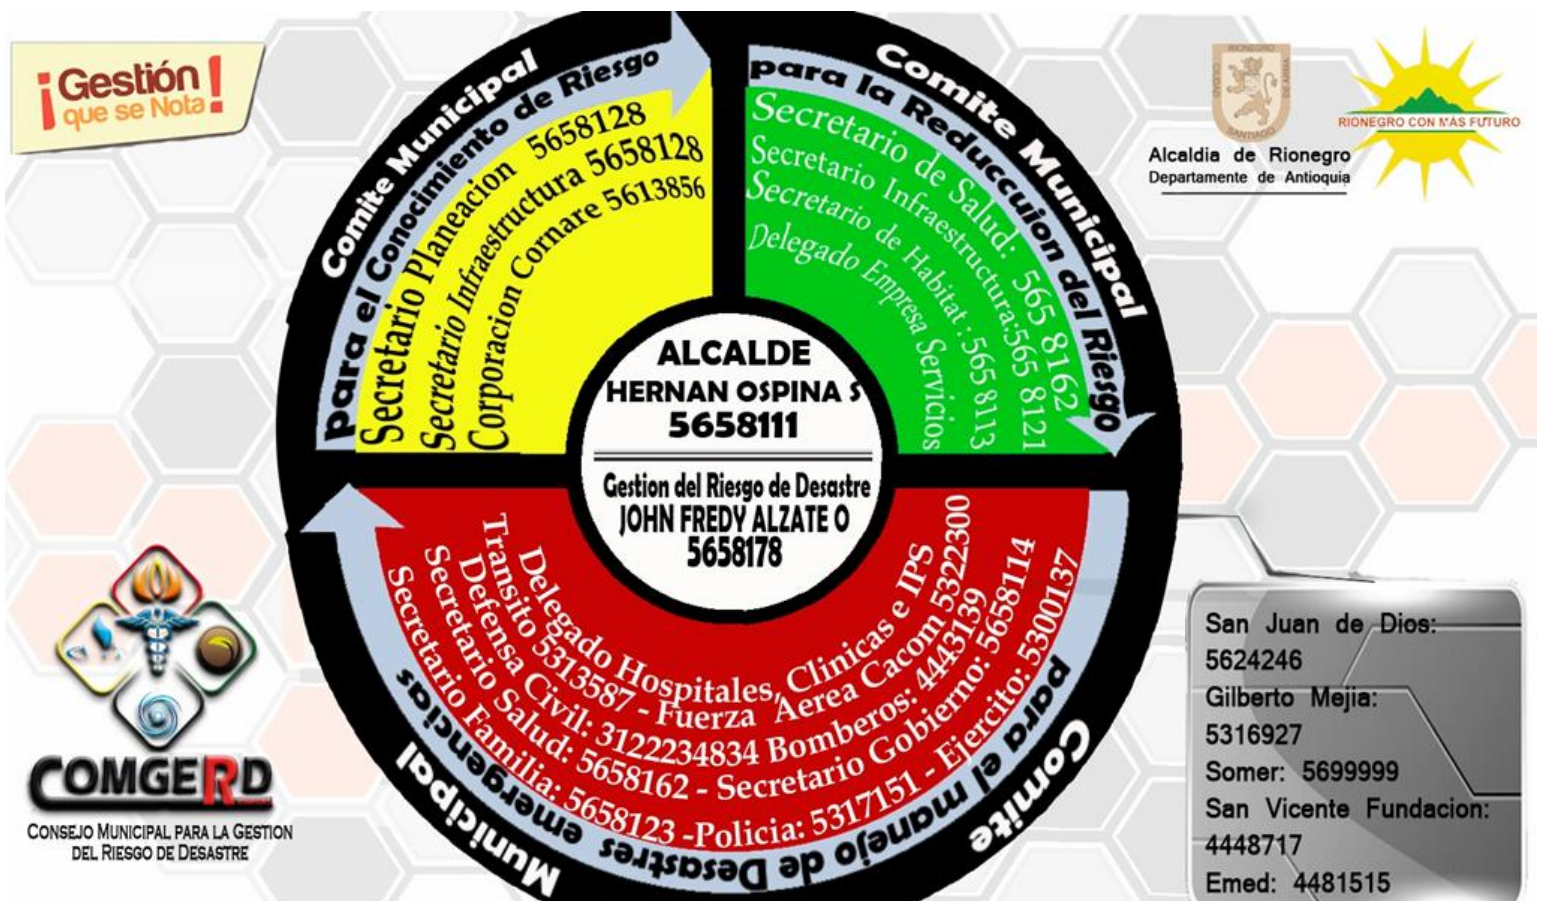 ¡Gestión
que se Nota!
Comite Municipal
para el Conocimiento de Riesgo
Secretario Planeacion 5658128
Secretario Infraestructura 5658128
Corporacion Cornare 5613856
Comite Municipal
para la Reduccuion del Riesgo
Secretario de Salud: 565 8162
Secretario Infraestructura:565 8121
Secretario de Habitat : 565 8113
Delegado Empresa Servicios
RIONEGRO
SANTIAGO
Alcaldia de Rionegro
Departamente de Antioquia
RIONEGRO CON MAS FUTURO
ALCALDE
HERNAN OSPINA S
5658111
Gestion del Riesgo de Desastre
JOHN FREDY ALZATE O
5658178
Delegado Hospitales, Clinicas e IPS
Transito 5313587 - Fuerza Aerea Cacom 5322300
Defensa Civil: 3122234834 Bomberos: 4443139
Secretario Salud: 5658162 - Secretario Gobierno: 5658114
Secretario Familia: 5658123 -Policia: 5317151 - Ejercito: 5300137
para el manejo de Desastres emergencias
Comite Municipal
COMGERD
CONSEJO MUNICIPAL PARA LA GESTION
DEL RIESGO DE DESASTRE
San Juan de Dios:
5624246
Gilberto Mejia:
5316927
Somer: 5699999
San Vicente Fundacion:
4448717
Emed: 4481515